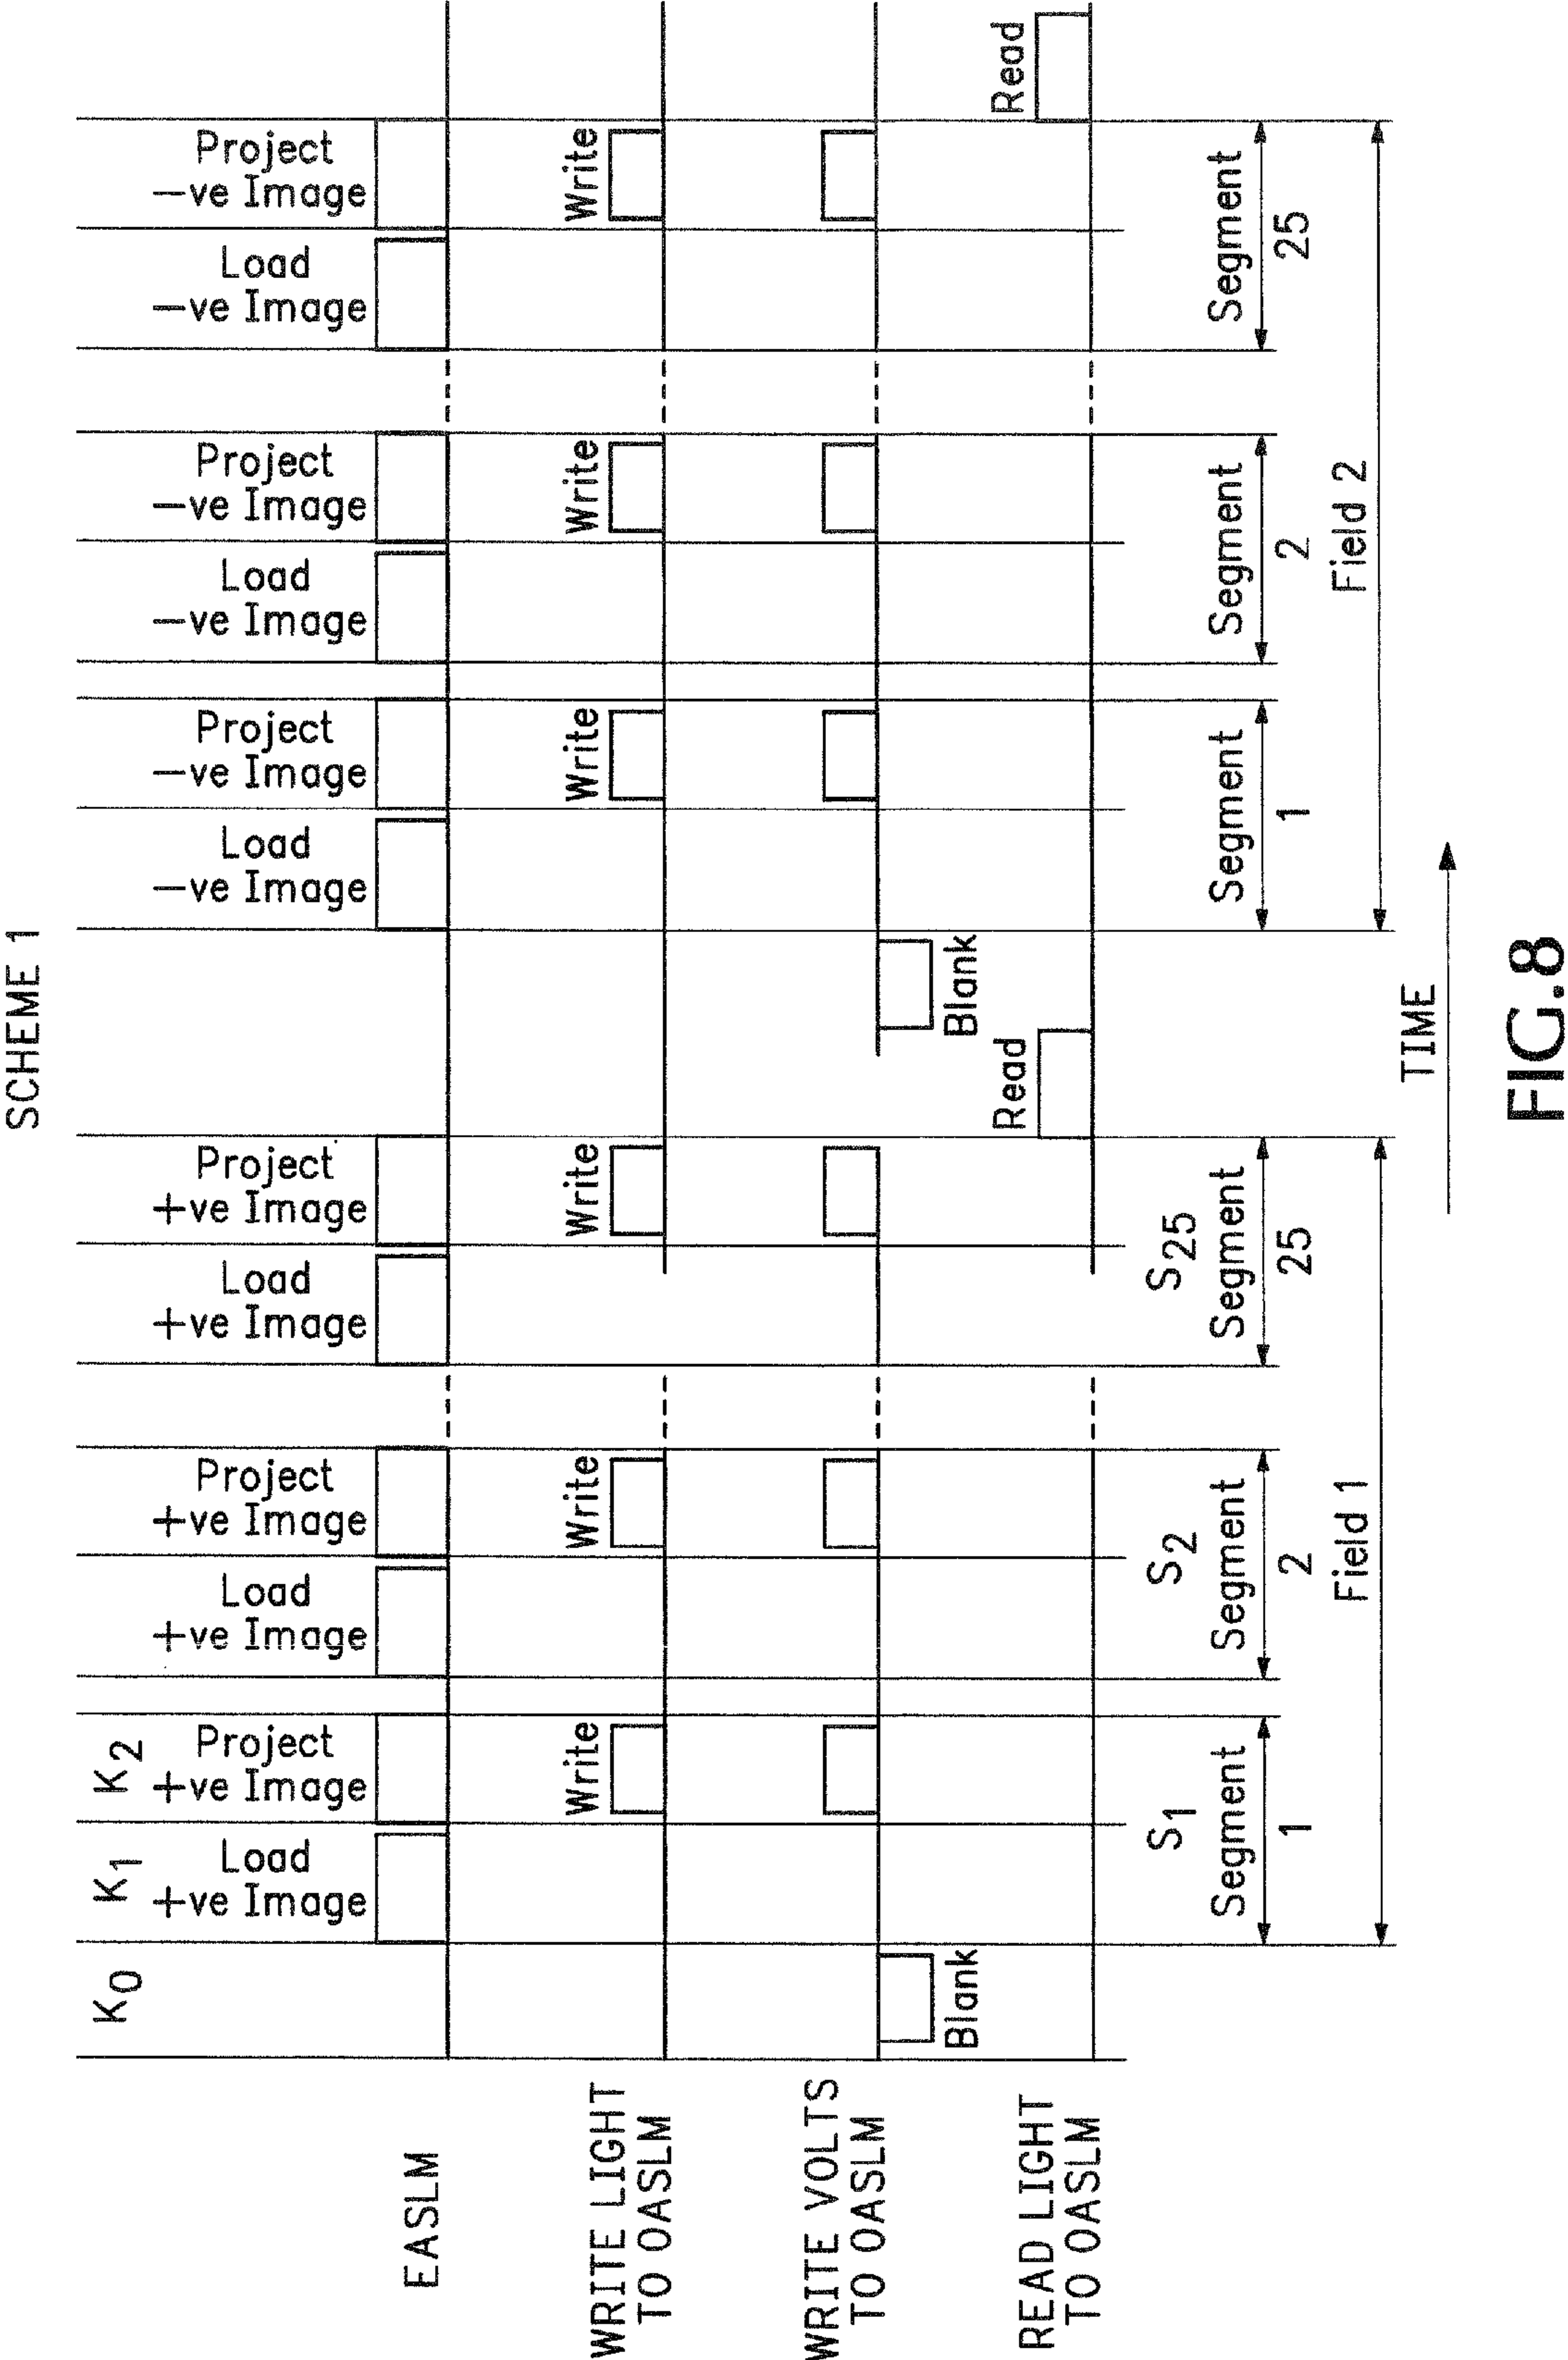 SCHEME 1
K0 K1 K2
Load Project Load Project Load Project Load Project Load Project Load Project
+ve Image +ve Image +ve Image +ve Image +ve Image +ve Image −ve Image −ve Image −ve Image −ve Image −ve Image −ve Image
EASLM
Write Write Write Write Write Write
WRITE LIGHT
TO OASLM
WRITE VOLTS
TO OASLM
Blank Blank
Read Read
READ LIGHT
TO OASLM
S1 S2 S25
Segment Segment Segment Segment Segment Segment
1 2 25 1 2 25
Field 1 Field 2
TIME
FIG.8